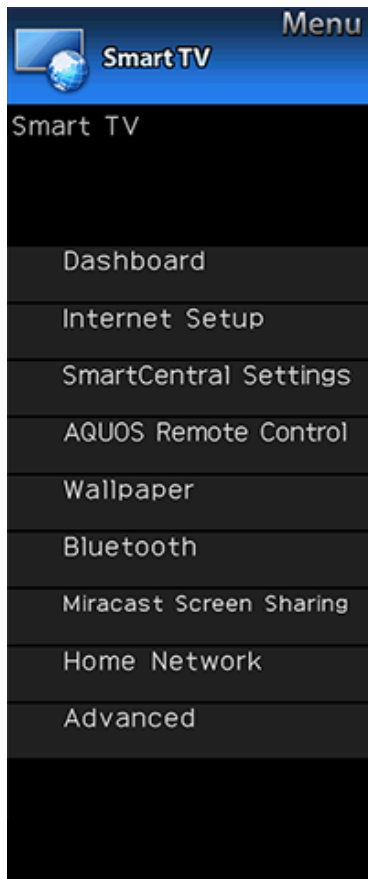 Menu
Smart TV
Smart TV
Dashboard
Internet Setup
SmartCentral Settings
AQUOS Remote Control
Wallpaper
Bluetooth
Miracast Screen Sharing
Home Network
Advanced